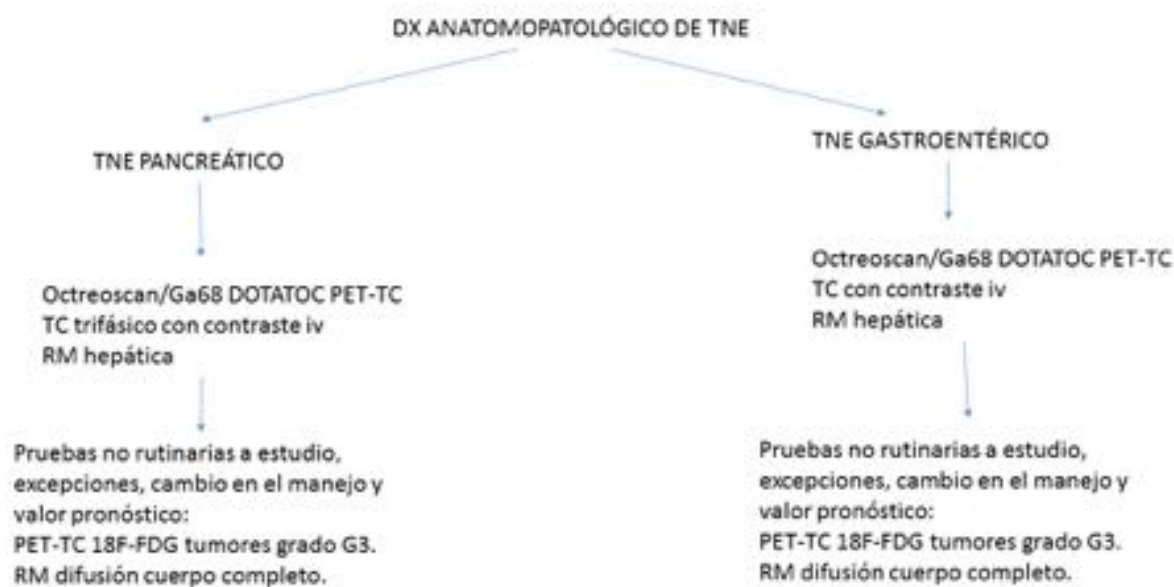 DX ANATOMOPATOLÓGICO DE TNE
TNE PANCREÁTICO
Octreoscan/Ga68 DOTATOC PET-TC
TC trifásico con contraste iv
RM hepática
Pruebas no rutinarias a estudio,
excepciones, cambio en el manejo y
valor pronóstico:
PET-TC 18F-FDG tumores grado G3.
RM difusión cuerpo completo.
TNE GASTROENTÉRICO
Octreoscan/Ga68 DOTATOC PET-TC
TC con contraste iv
RM hepática
Pruebas no rutinarias a estudio,
excepciones, cambio en el manejo y
valor pronóstico:
PET-TC 18F-FDG tumores grado G3.
RM difusión cuerpo completo.